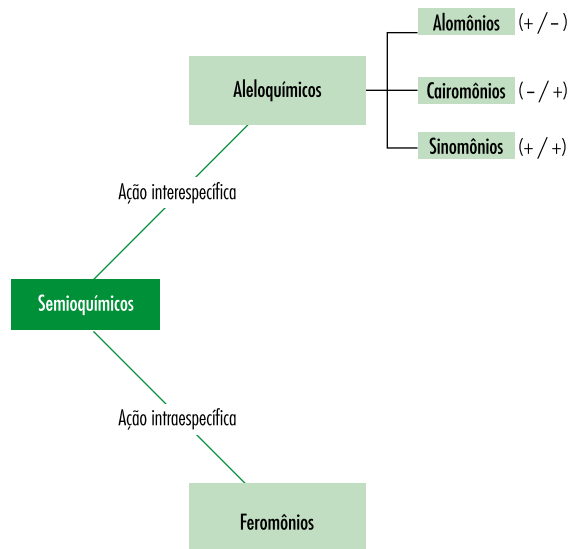 Alomônios (+ / – )
Aleloquímicos
Cairomônios ( – / +)
Sinomônios (+ / +)
Ação interespecífica
Semioquímicos
Ação intraespecífica
Feromônios